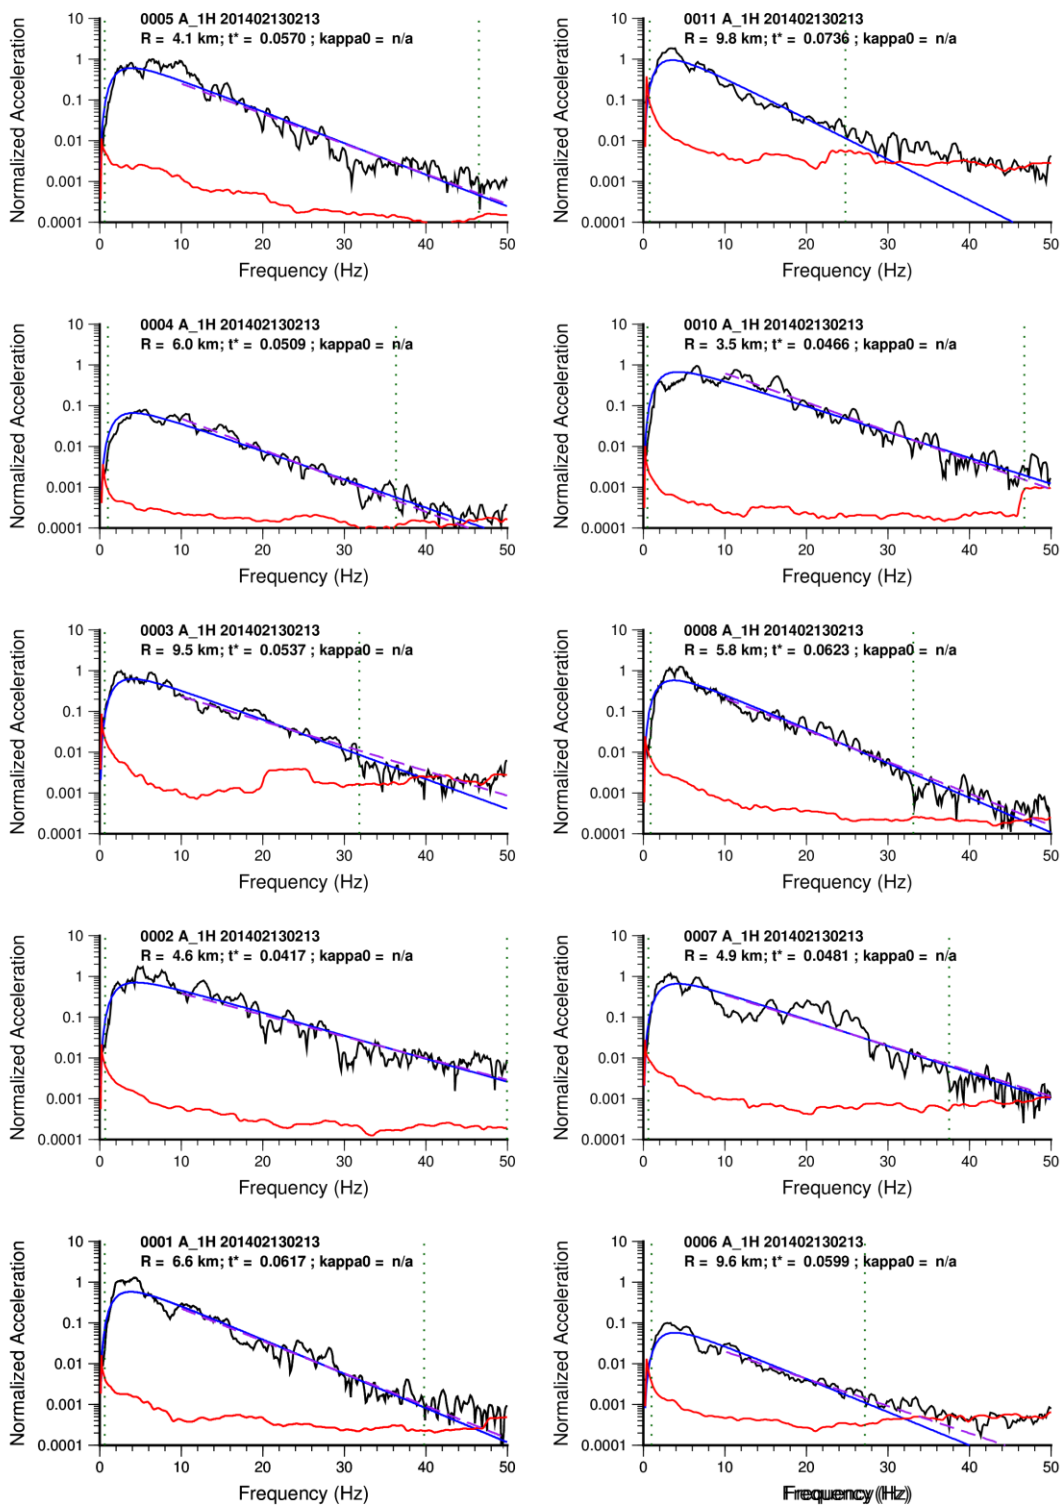 0005 A_1H 201402130213
R = 4.1 km; t* = 0.0570 ; kappa0 = n/a
Normalized Acceleration
10
1
0.1
0.01
0.001
0.0001
0 10 20 30 40 50
Frequency (Hz)
0011 A_1H 201402130213
R = 9.8 km; t* = 0.0736 ; kappa0 = n/a
Normalized Acceleration
10
1
0.1
0.01
0.001
0.0001
0 10 20 30 40 50
Frequency (Hz)
0004 A_1H 201402130213
R = 6.0 km; t* = 0.0509 ; kappa0 = n/a
Normalized Acceleration
10
1
0.1
0.01
0.001
0.0001
0 10 20 30 40 50
Frequency (Hz)
0010 A_1H 201402130213
R = 3.5 km; t* = 0.0466 ; kappa0 = n/a
Normalized Acceleration
10
1
0.1
0.01
0.001
0.0001
0 10 20 30 40 50
Frequency (Hz)
0003 A_1H 201402130213
R = 9.5 km; t* = 0.0537 ; kappa0 = n/a
Normalized Acceleration
10
1
0.1
0.01
0.001
0.0001
0 10 20 30 40 50
Frequency (Hz)
0008 A_1H 201402130213
R = 5.8 km; t* = 0.0623 ; kappa0 = n/a
Normalized Acceleration
10
1
0.1
0.01
0.001
0.0001
0 10 20 30 40 50
Frequency (Hz)
0002 A_1H 201402130213
R = 4.6 km; t* = 0.0417 ; kappa0 = n/a
Normalized Acceleration
10
1
0.1
0.01
0.001
0.0001
0 10 20 30 40 50
Frequency (Hz)
0007 A_1H 201402130213
R = 4.9 km; t* = 0.0481 ; kappa0 = n/a
Normalized Acceleration
10
1
0.1
0.01
0.001
0.0001
0 10 20 30 40 50
Frequency (Hz)
0001 A_1H 201402130213
R = 6.6 km; t* = 0.0617 ; kappa0 = n/a
Normalized Acceleration
10
1
0.1
0.01
0.001
0.0001
0 10 20 30 40 50
Frequency (Hz)
0006 A_1H 201402130213
R = 9.6 km; t* = 0.0599 ; kappa0 = n/a
Normalized Acceleration
10
1
0.1
0.01
0.001
0.0001
0 10 20 30 40 50
Frequency (Hz)